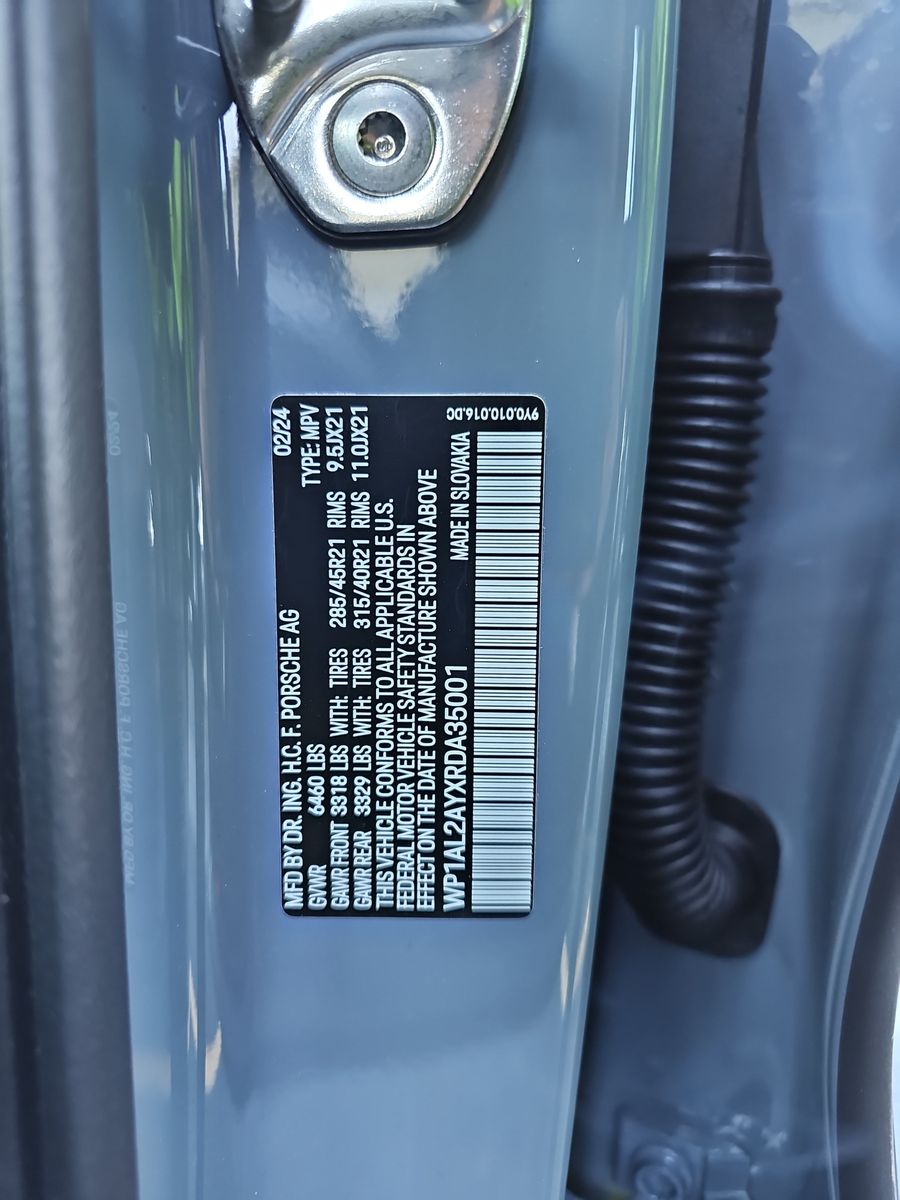 MFD BY DR. ING. H.C. F. PORSCHE AG 02/24
GVWR 6460 LBS TYPE: MPV
GAWR FRONT 3318 LBS WITH: TIRES 285/45R21 RIMS 9.5JX21
GAWR REAR 3329 LBS WITH: TIRES 315/40R21 RIMS 11.0JX21
THIS VEHICLE CONFORMS TO ALL APPLICABLE U.S.
FEDERAL MOTOR VEHICLE SAFETY STANDARDS IN
EFFECT ON THE DATE OF MANUFACTURE SHOWN ABOVE
WP1AL2AYXRDA35001 MADE IN SLOVAKIA 9Y0.010.016.DC